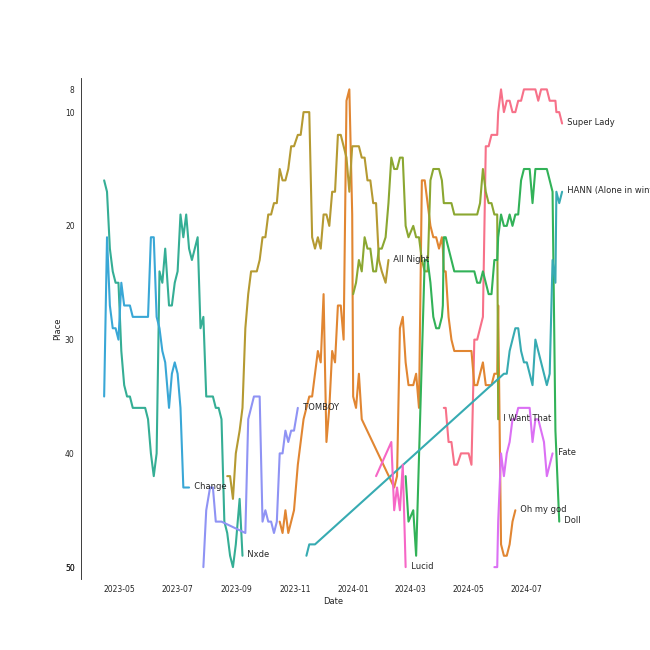 8
10
20
30
40
50
50
Place
Super Lady
HANN (Alone in win
All Night
TOMBOY
I Want That
Fate
Change
Oh my god
Doll
Nxde
Lucid
2023-05
2023-07
2023-09
2023-11
2024-01
2024-03
2024-05
2024-07
Date